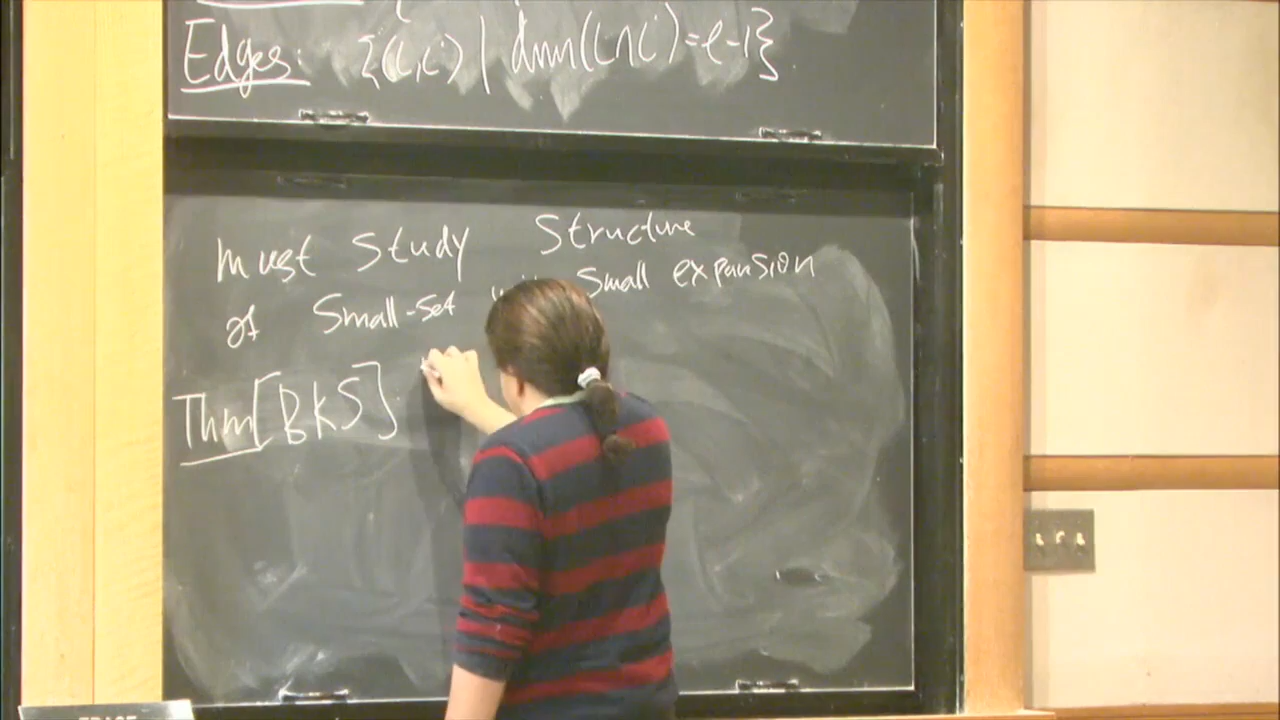 Edges: {(L,L') | dim(L∩L')=ℓ-1}
Must Study Structure
of Small-Set Small expansion
Thm[BKS]